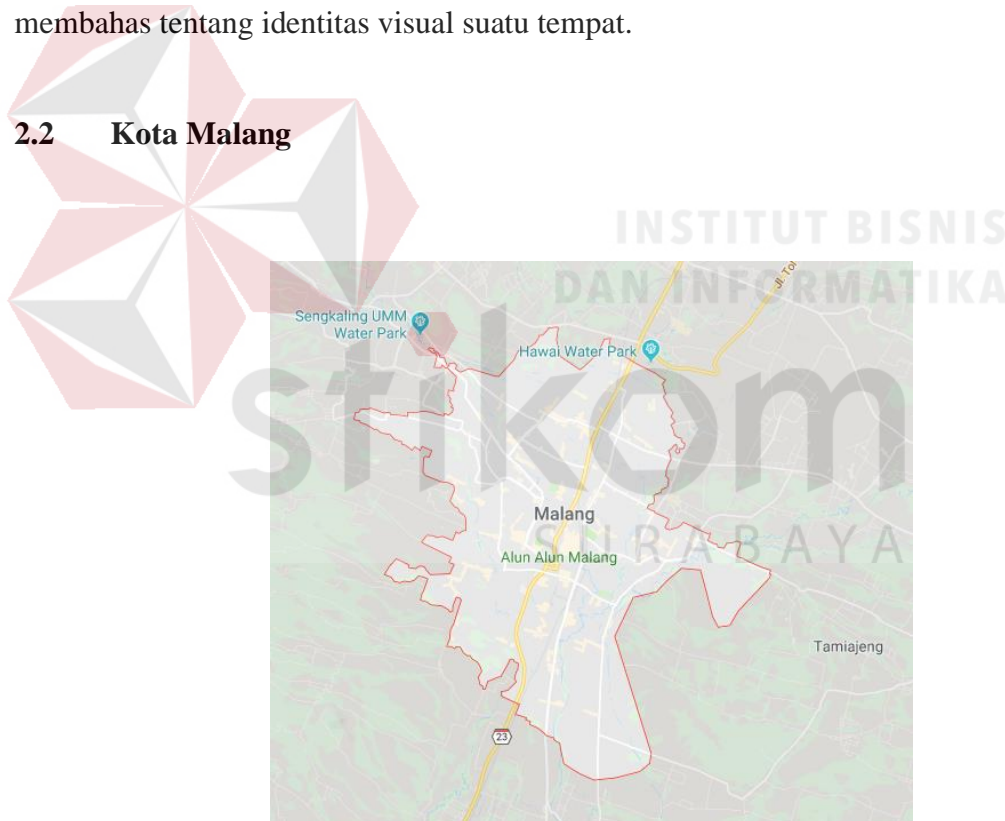 membahas tentang identitas visual suatu tempat.
2.2 Kota Malang
INSTITUT BISNIS
DAN INFORMATIKA
stikom
SURABAYA
Jl. Tol
Sengkaling UMM
Water Park
Hawai Water Park
Malang
Alun Alun Malang
Tamiajeng
23